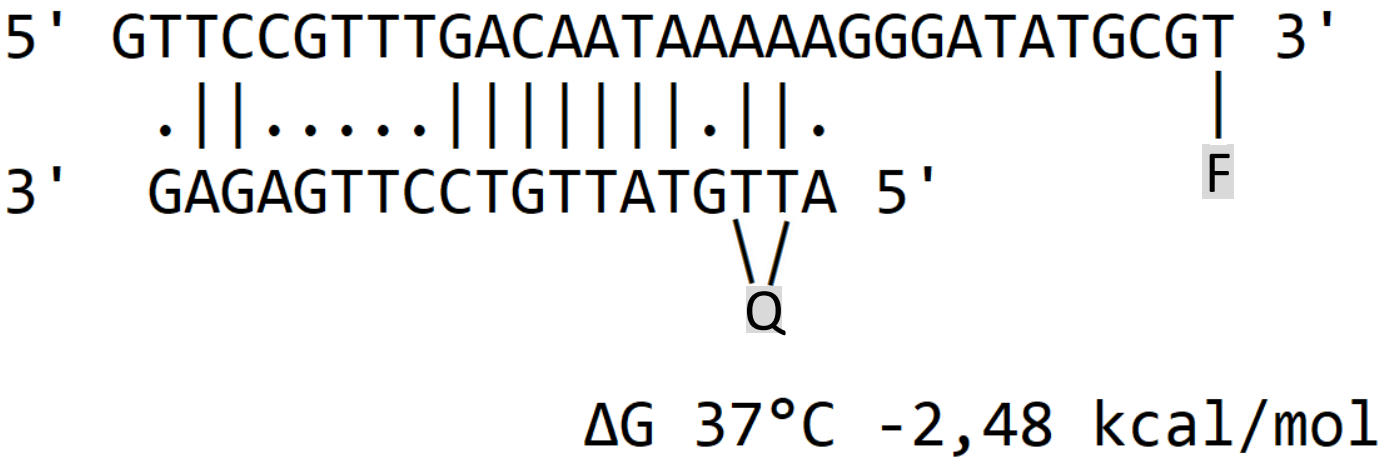 5' GTTCCGTTTGACAATAAAAAGGGATATGCGT 3'
.||.....|||||||.||. |
3' GAGAGTTCCTGTTATGTTA 5' F
\/
Q
ΔG 37°C -2,48 kcal/mol